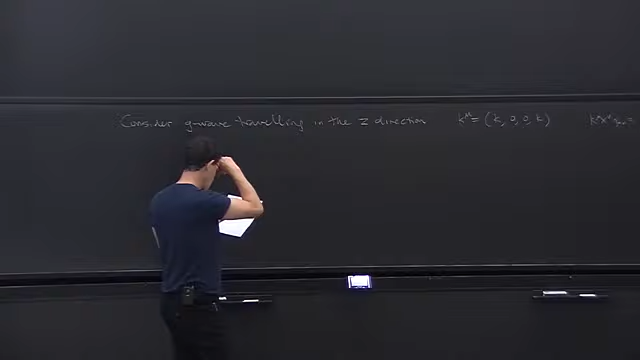 Consider g-wave travelling in the z direction k^μ = (k, 0, 0, k) k^μ x^ν